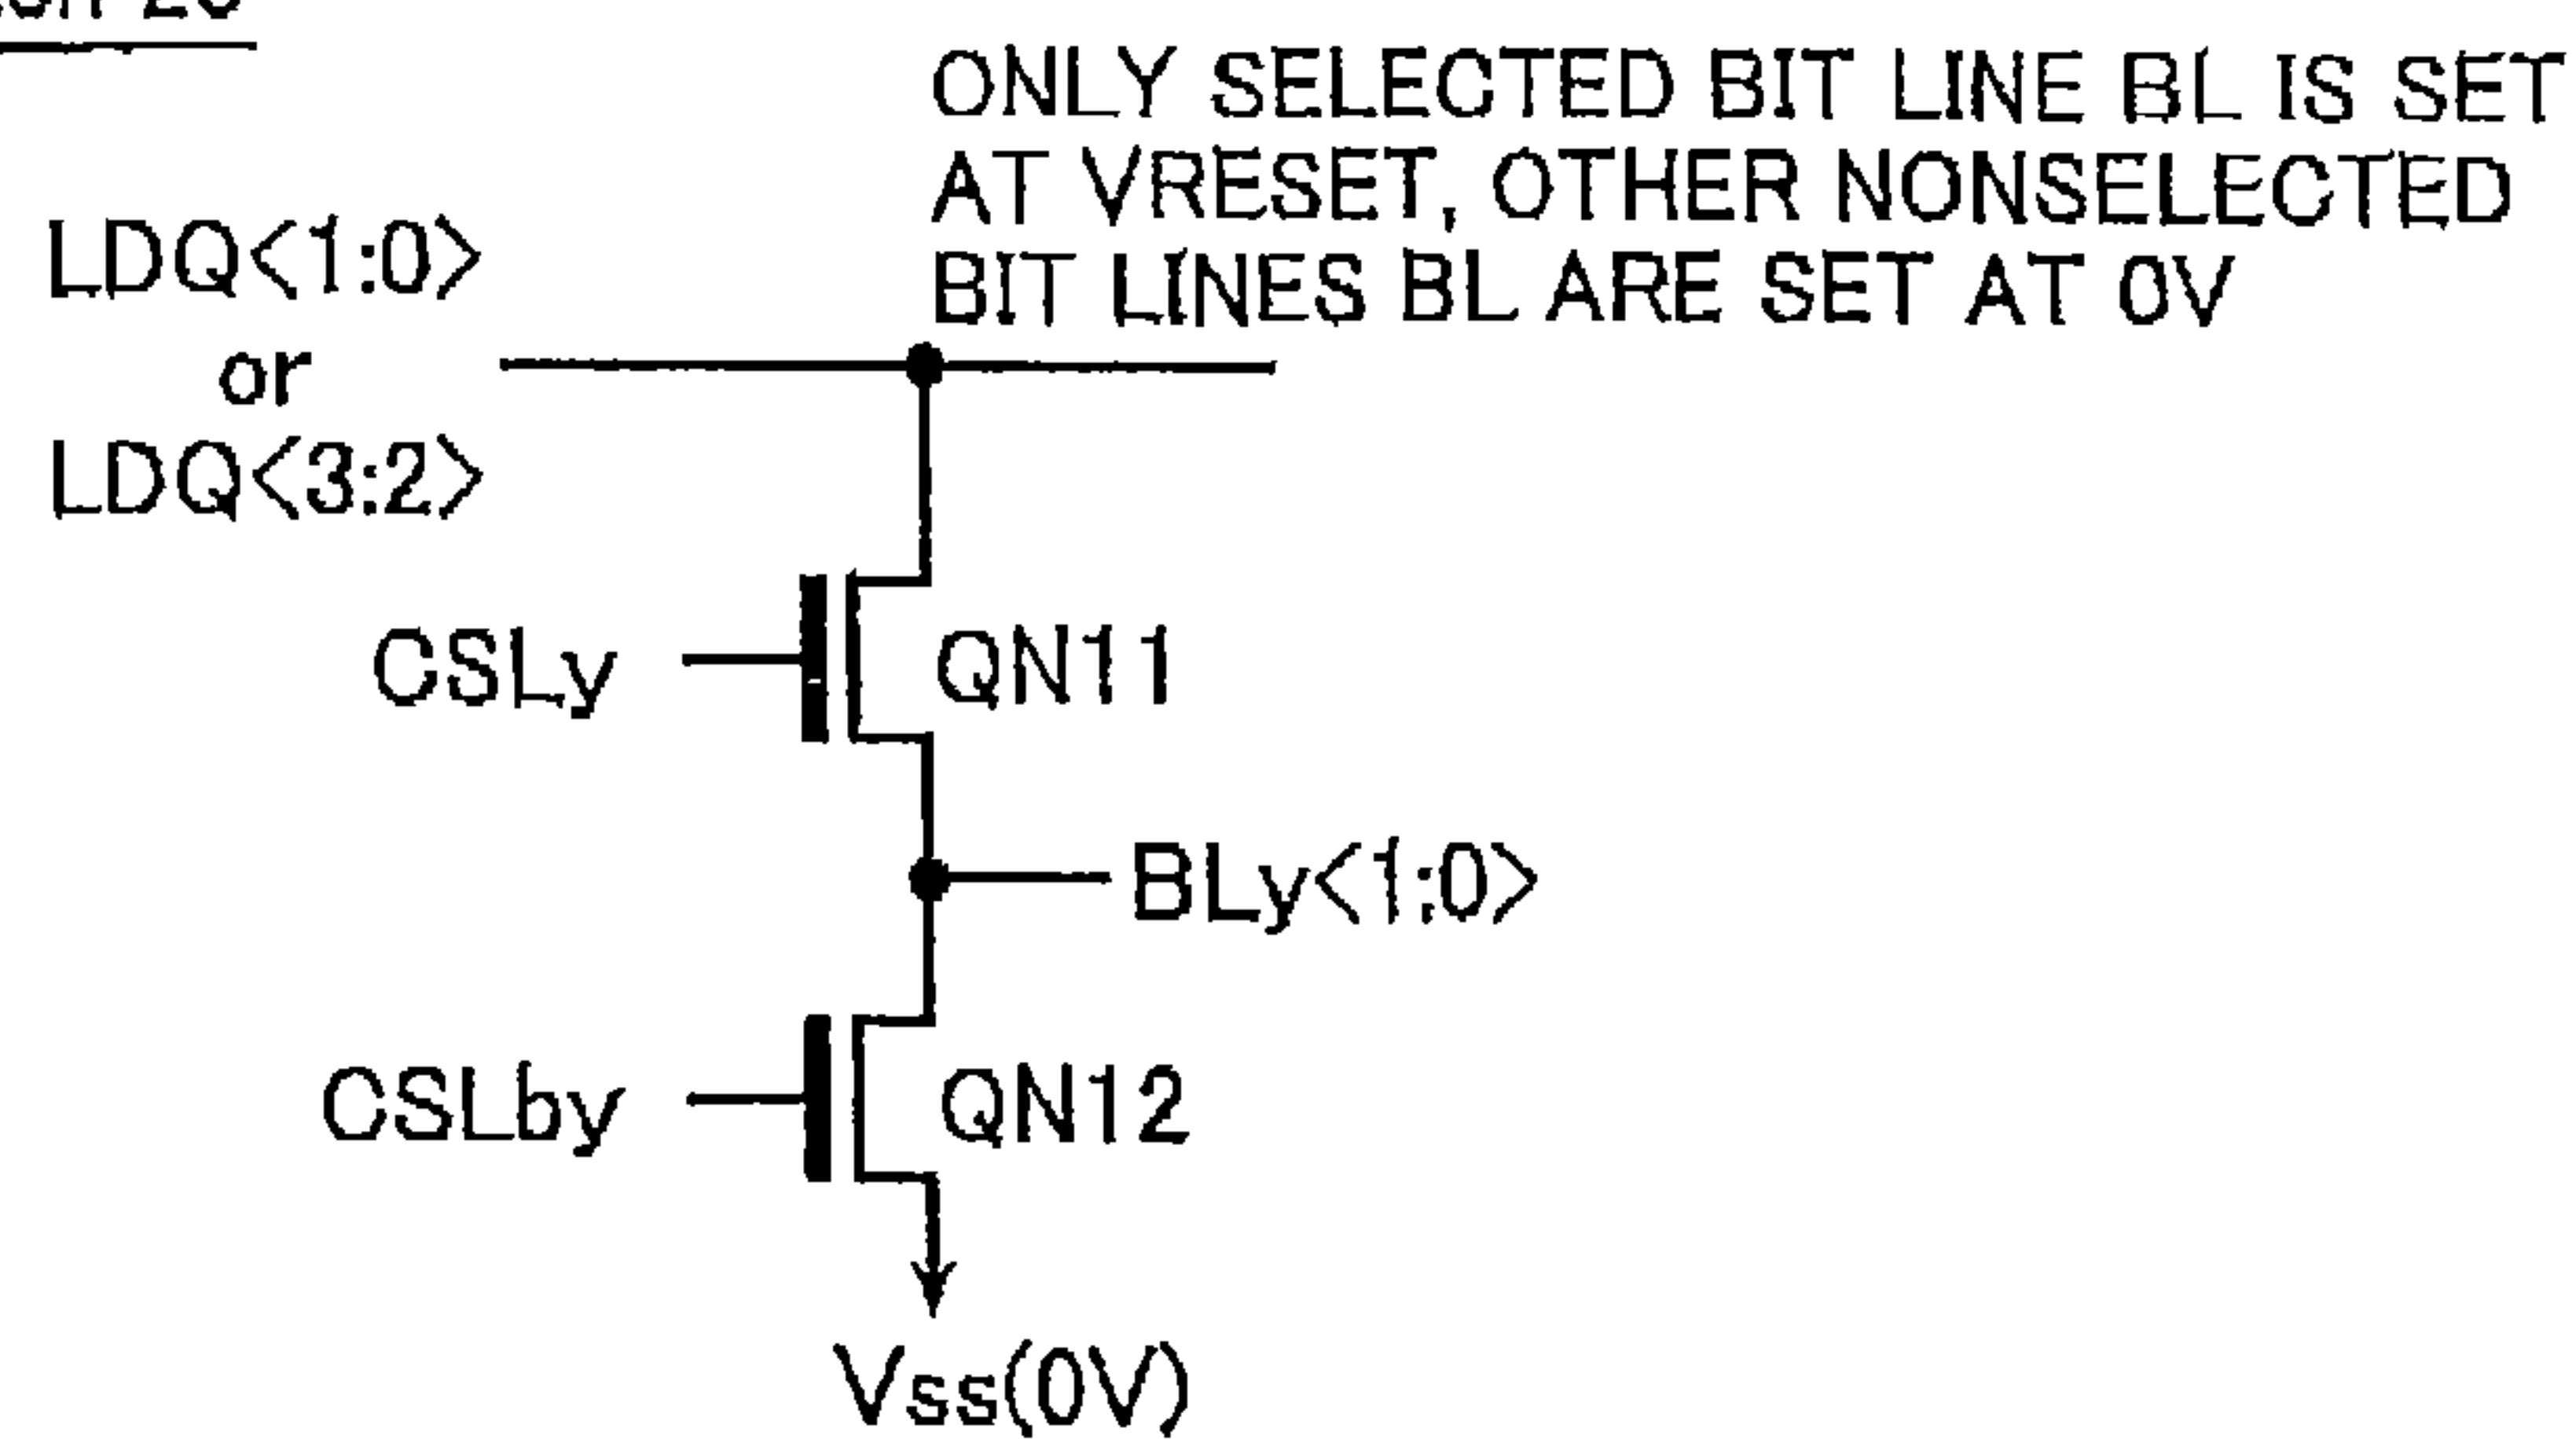 ONLY SELECTED BIT LINE BL IS SET
AT VRESET, OTHER NONSELECTED
BIT LINES BL ARE SET AT 0V
LDQ<1:0>
or
LDQ<3:2>
CSLy
QN11
BLy<1:0>
CSLby
QN12
Vss(0V)